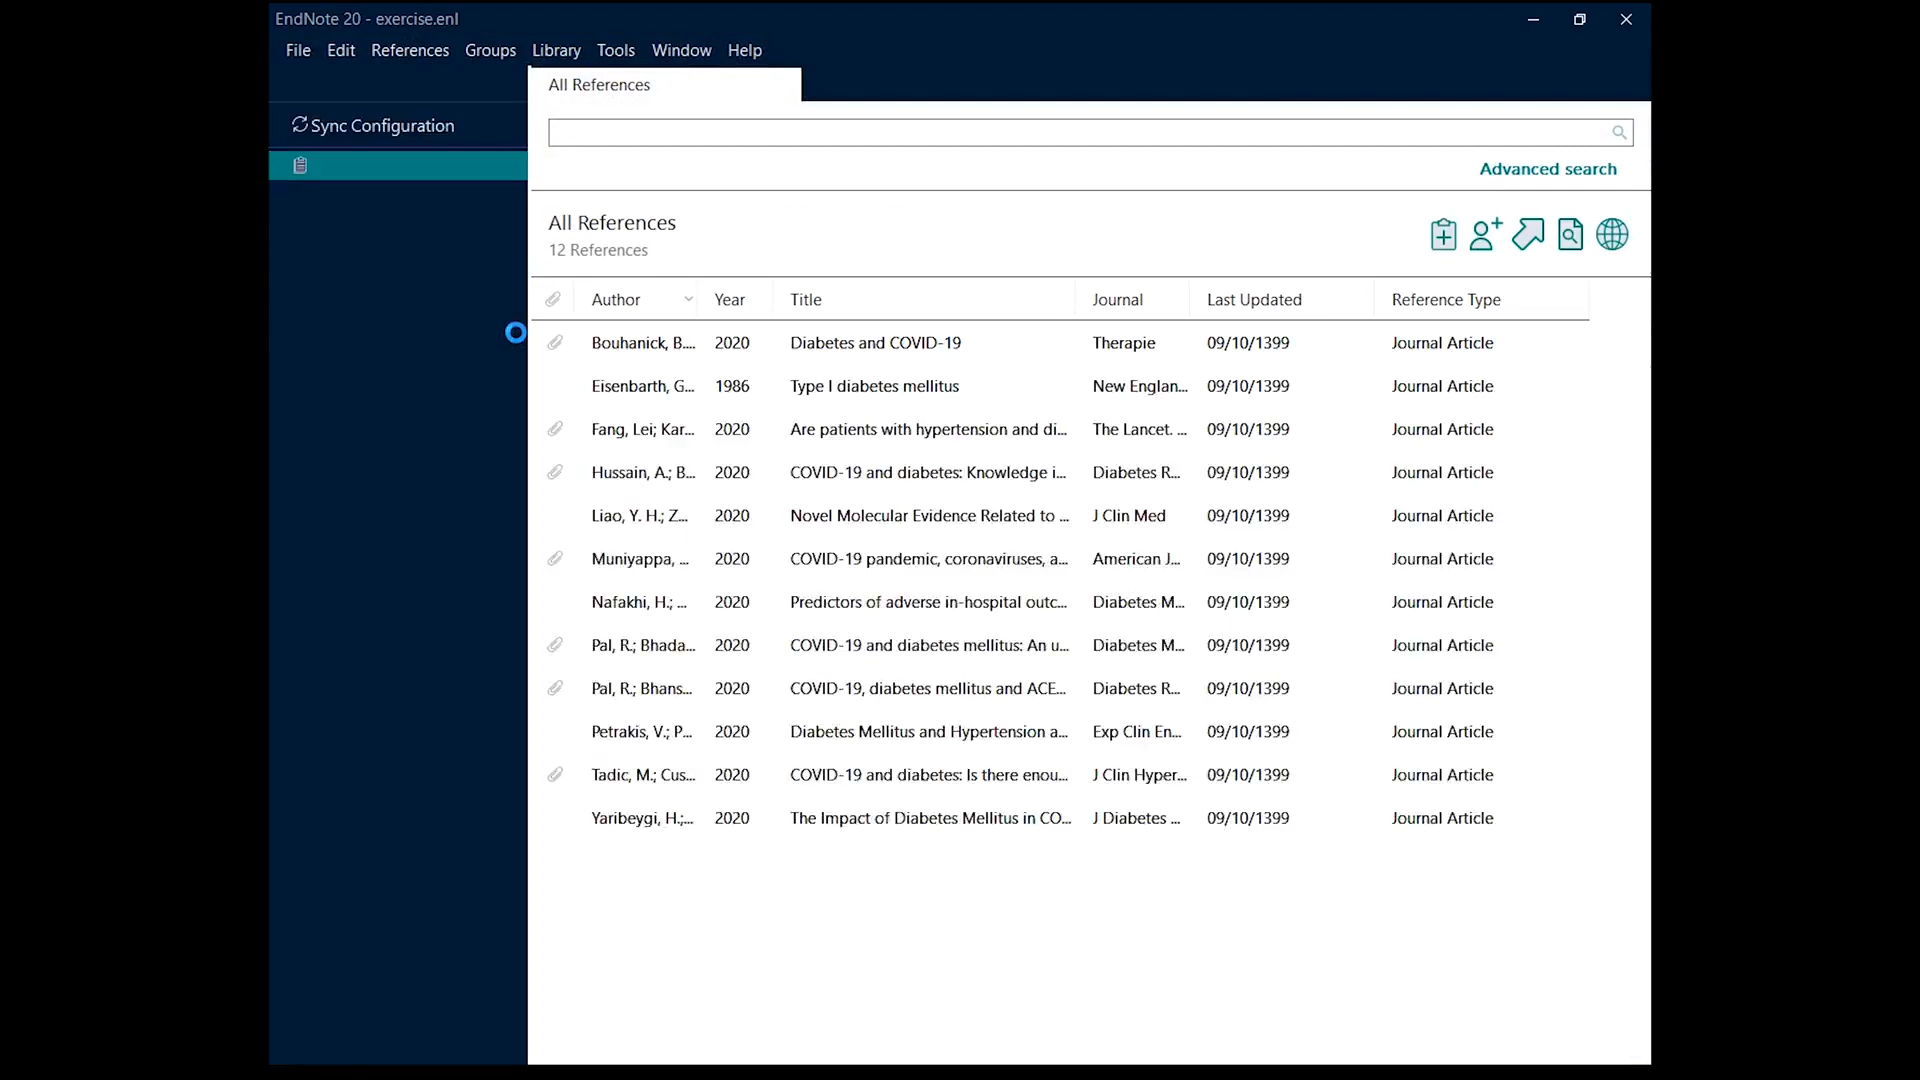 EndNote 20 - exercise.enl
File Edit References Groups Library Tools Window Help
All References
Sync Configuration
Advanced search
All References
12 References
Author Year Title Journal Last Updated Reference Type
Bouhanick, B.... 2020 Diabetes and COVID-19 Therapie 09/10/1399 Journal Article
Eisenbarth, G... 1986 Type I diabetes mellitus New Englan... 09/10/1399 Journal Article
Fang, Lei; Kar... 2020 Are patients with hypertension and di... The Lancet. ... 09/10/1399 Journal Article
Hussain, A.; B... 2020 COVID-19 and diabetes: Knowledge i... Diabetes R... 09/10/1399 Journal Article
Liao, Y. H.; Z... 2020 Novel Molecular Evidence Related to ... J Clin Med 09/10/1399 Journal Article
Muniyappa, ... 2020 COVID-19 pandemic, coronaviruses, a... American J... 09/10/1399 Journal Article
Nafakhi, H.; ... 2020 Predictors of adverse in-hospital outc... Diabetes M... 09/10/1399 Journal Article
Pal, R.; Bhada... 2020 COVID-19 and diabetes mellitus: An u... Diabetes M... 09/10/1399 Journal Article
Pal, R.; Bhans... 2020 COVID-19, diabetes mellitus and ACE... Diabetes R... 09/10/1399 Journal Article
Petrakis, V.; P... 2020 Diabetes Mellitus and Hypertension a... Exp Clin En... 09/10/1399 Journal Article
Tadic, M.; Cus... 2020 COVID-19 and diabetes: Is there enou... J Clin Hyper... 09/10/1399 Journal Article
Yaribeygi, H.;... 2020 The Impact of Diabetes Mellitus in CO... J Diabetes ... 09/10/1399 Journal Article